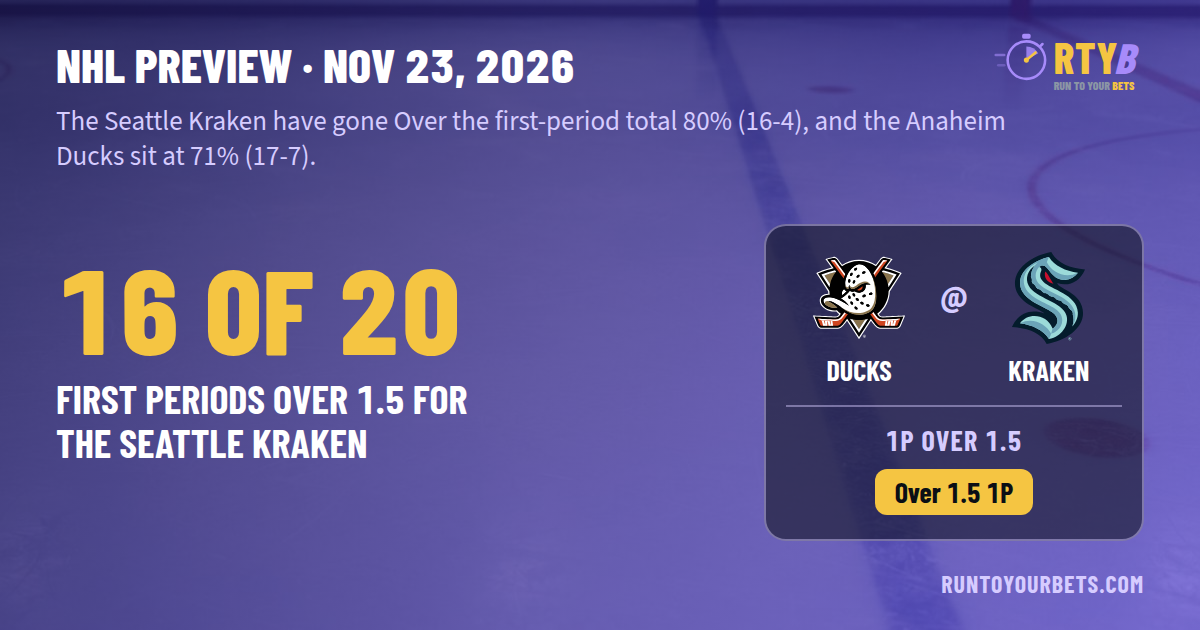 NHL PREVIEW · NOV 23, 2026
RTYB
RUN TO YOUR BETS
The Seattle Kraken have gone Over the first-period total 80% (16-4), and the Anaheim
Ducks sit at 71% (17-7).
16 OF 20
FIRST PERIODS OVER 1.5 FOR
THE SEATTLE KRAKEN
@
DUCKS
KRAKEN
1P OVER 1.5
Over 1.5 1P
RUNTOYOURBETS.COM